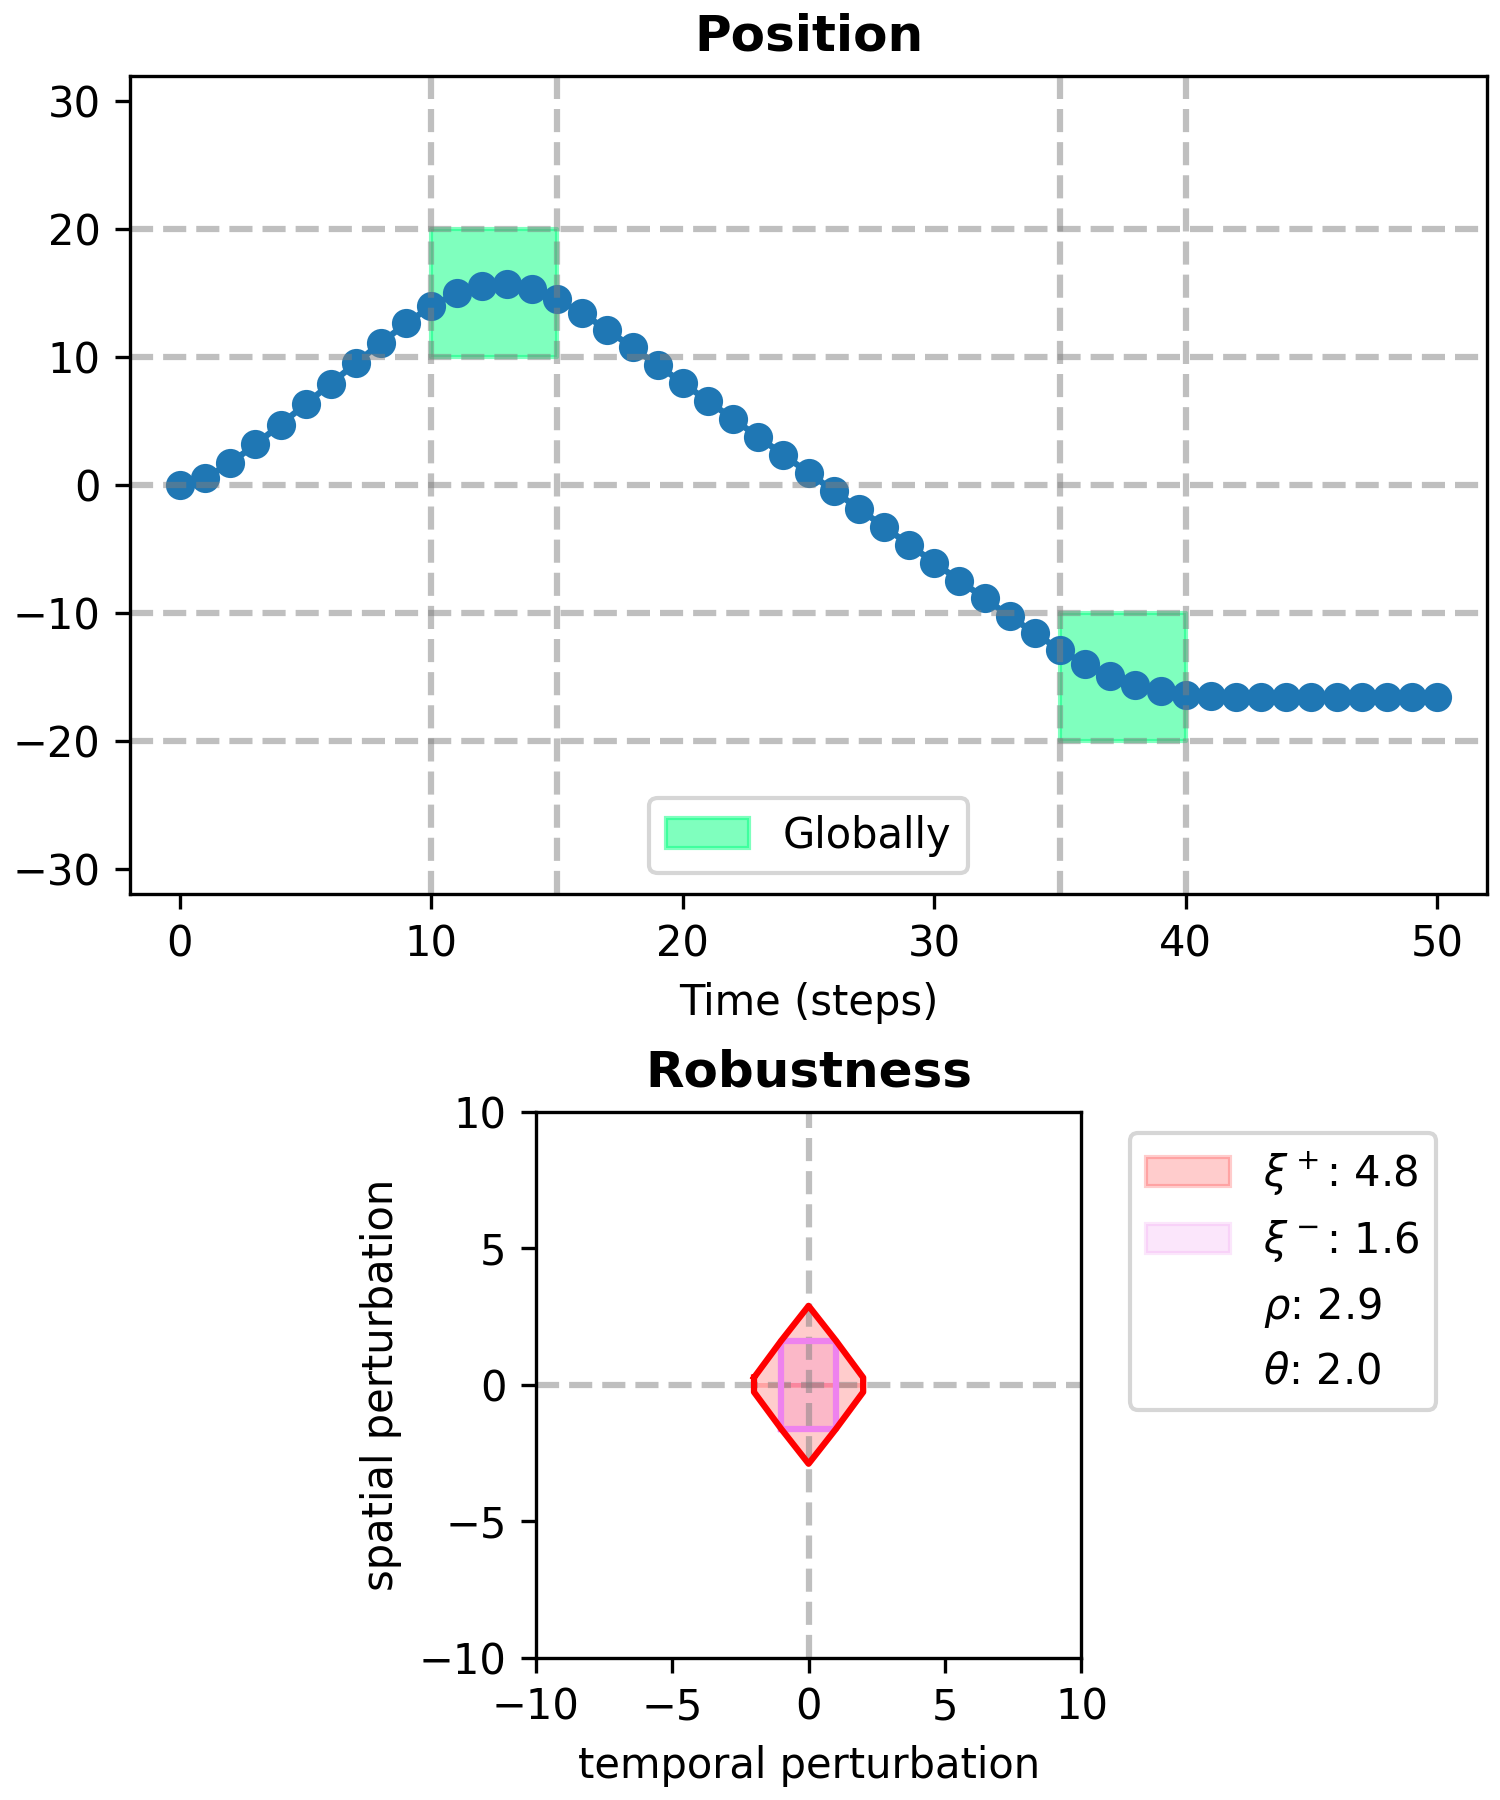 Position
30
20
10
0
−10
−20
−30
Globally
0 10 20 30 40 50
Time (steps)
Robustness
10
5
0
−5
−10
spatial perturbation
−10 −5 0 5 10
temporal perturbation
ξ⁺: 4.8
ξ⁻: 1.6
ρ: 2.9
θ: 2.0